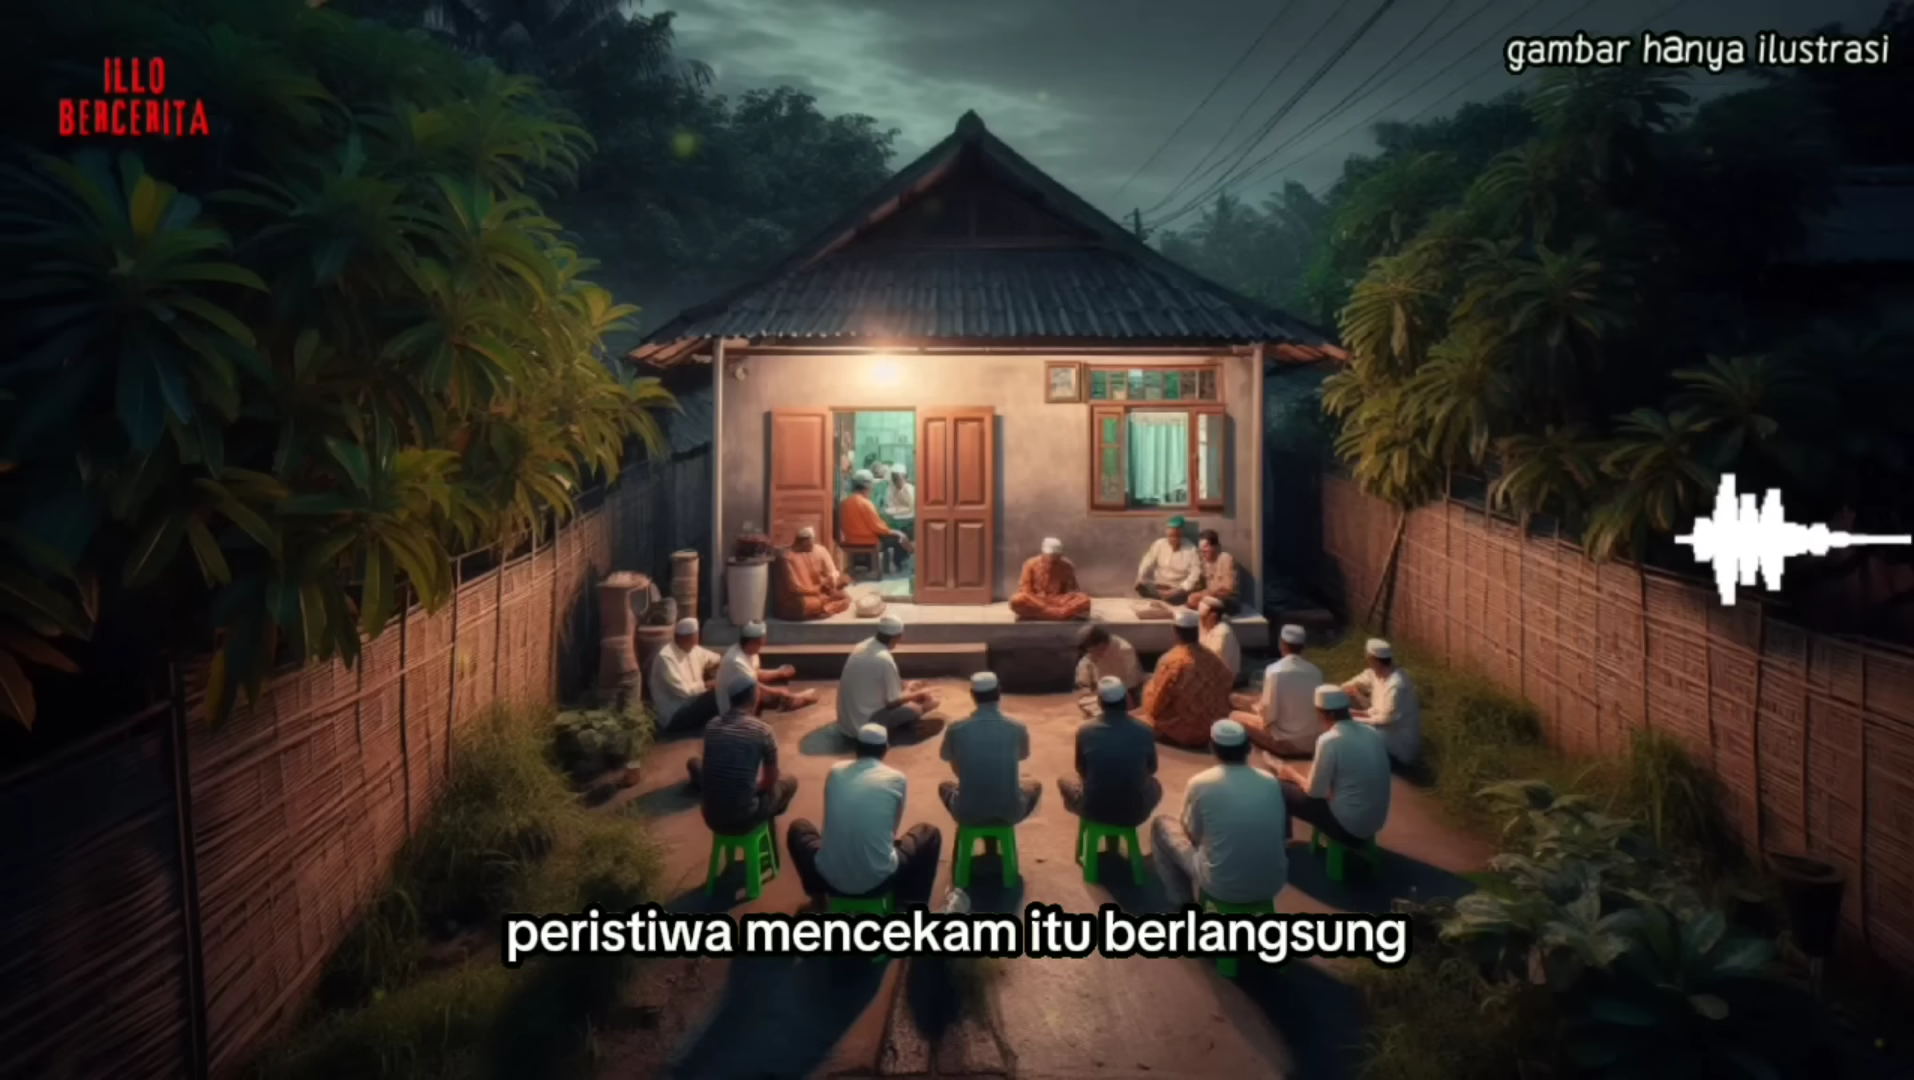 ILLO
BERCERITA
gambar hanya ilustrasi
peristiwa mencekam itu berlangsung